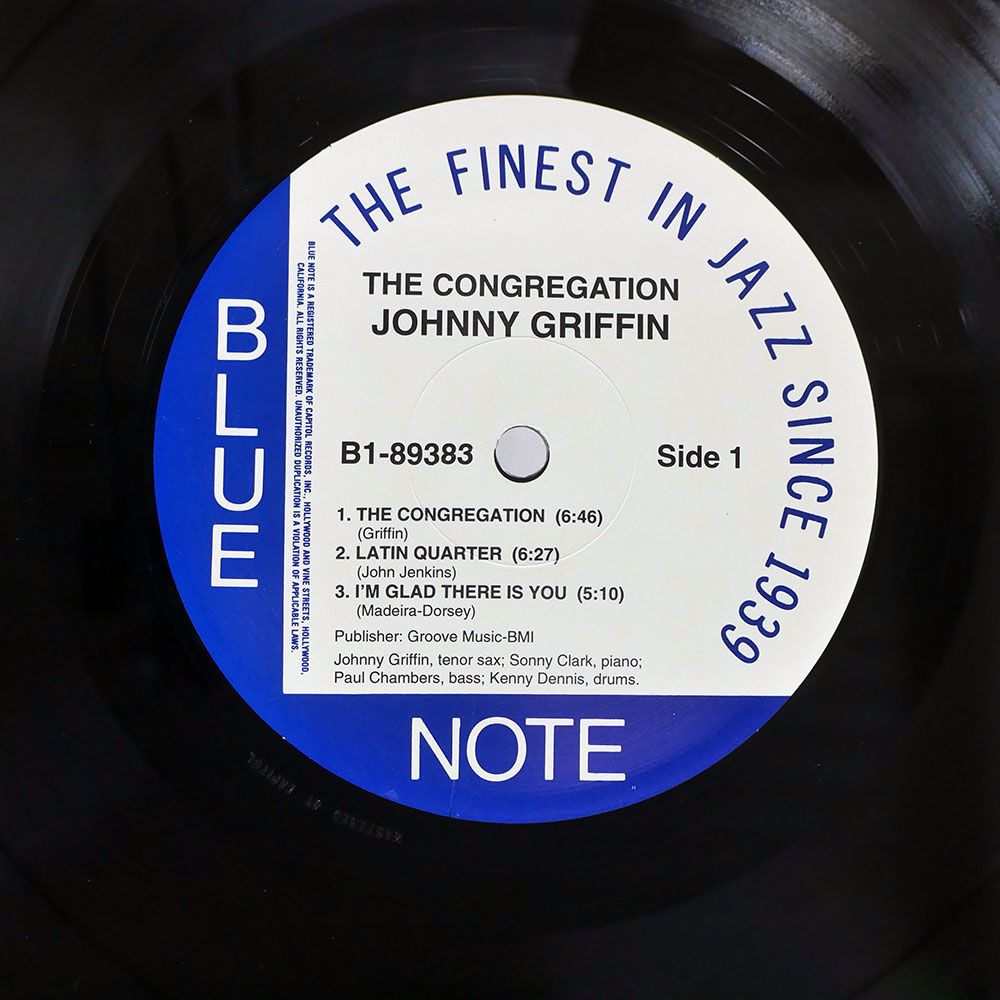 THE FINEST IN JAZZ SINCE 1939
THE CONGREGATION
JOHNNY GRIFFIN
BLUE
BLUE NOTE IS A REGISTERED TRADEMARK OF CAPITOL RECORDS, INC., HOLLYWOOD AND VINE STREETS, HOLLYWOOD,
CALIFORNIA. ALL RIGHTS RESERVED. UNAUTHORIZED DUPLICATION IS A VIOLATION OF APPLICABLE LAWS.
B1-89383
Side 1
1. THE CONGREGATION (6:46)
(Griffin)
2. LATIN QUARTER (6:27)
(John Jenkins)
3. I'M GLAD THERE IS YOU (5:10)
(Madeira-Dorsey)
Publisher: Groove Music-BMI
Johnny Griffin, tenor sax; Sonny Clark, piano;
Paul Chambers, bass; Kenny Dennis, drums.
NOTE
MASTERED BY CAPITOL